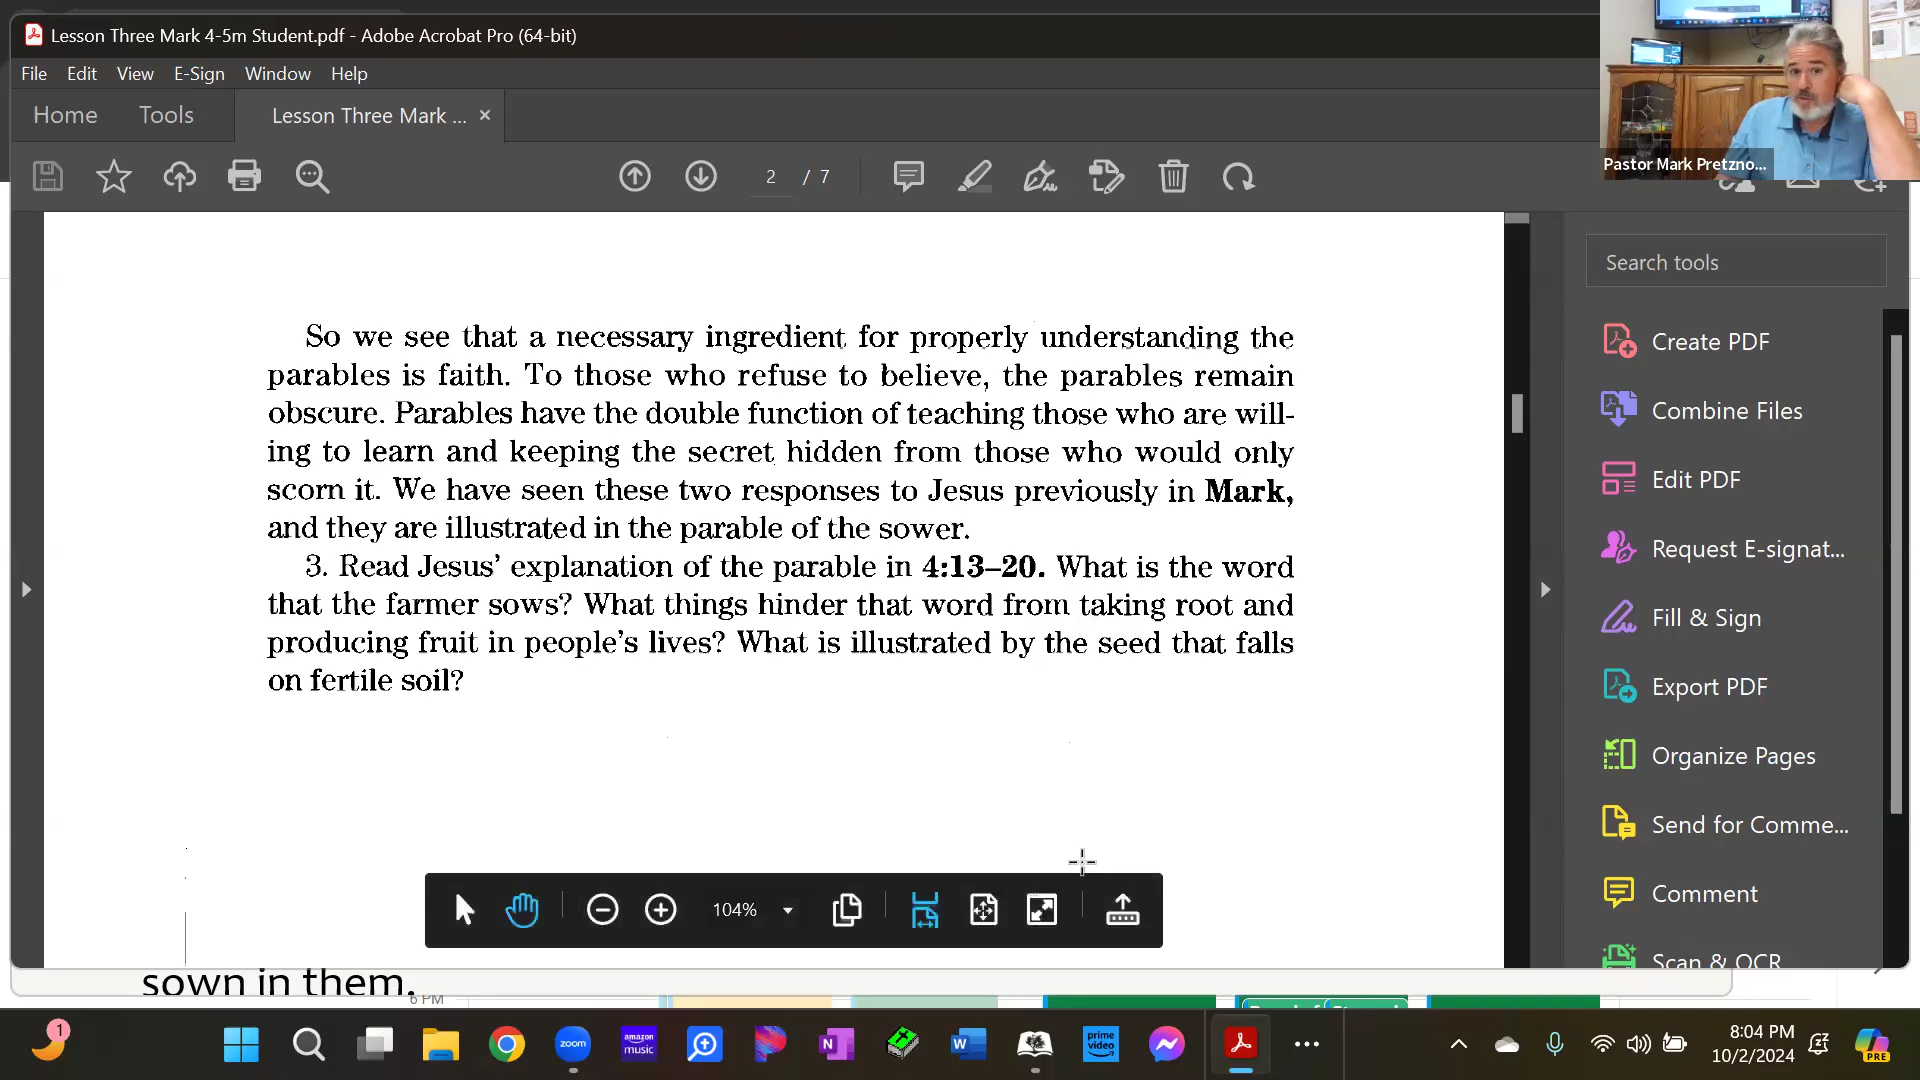 Lesson Three Mark 4-5m Student.pdf - Adobe Acrobat Pro (64-bit)
File Edit View E-Sign Window Help
Home Tools Lesson Three Mark ... ×
2 / 7
Pastor Mark Pretzno...
Search tools
So we see that a necessary ingredient for properly understanding the
parables is faith. To those who refuse to believe, the parables remain
obscure. Parables have the double function of teaching those who are will-
ing to learn and keeping the secret hidden from those who would only
scorn it. We have seen these two responses to Jesus previously in Mark,
and they are illustrated in the parable of the sower.
3. Read Jesus' explanation of the parable in 4:13–20. What is the word
that the farmer sows? What things hinder that word from taking root and
producing fruit in people's lives? What is illustrated by the seed that falls
on fertile soil?
Create PDF
Combine Files
Edit PDF
Request E-signat...
Fill & Sign
Export PDF
Organize Pages
Send for Comme...
Comment
Scan & OCR
104%
sown in them.
6 PM
1
zoom
amazon
music
N
W
prime
video
8:04 PM
10/2/2024
PRE